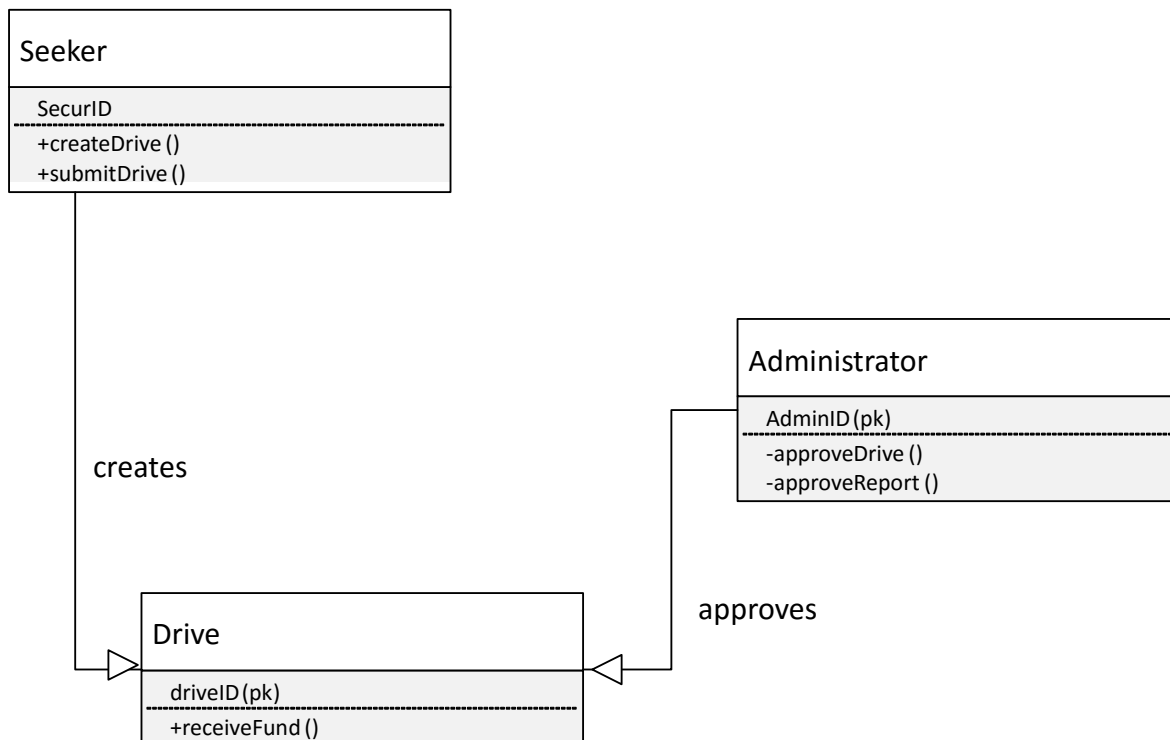 Seeker
SecurID
+createDrive ()
+submitDrive ()
creates
Administrator
AdminID (pk)
-approveDrive ()
-approveReport ()
approves
Drive
driveID (pk)
+receiveFund ()